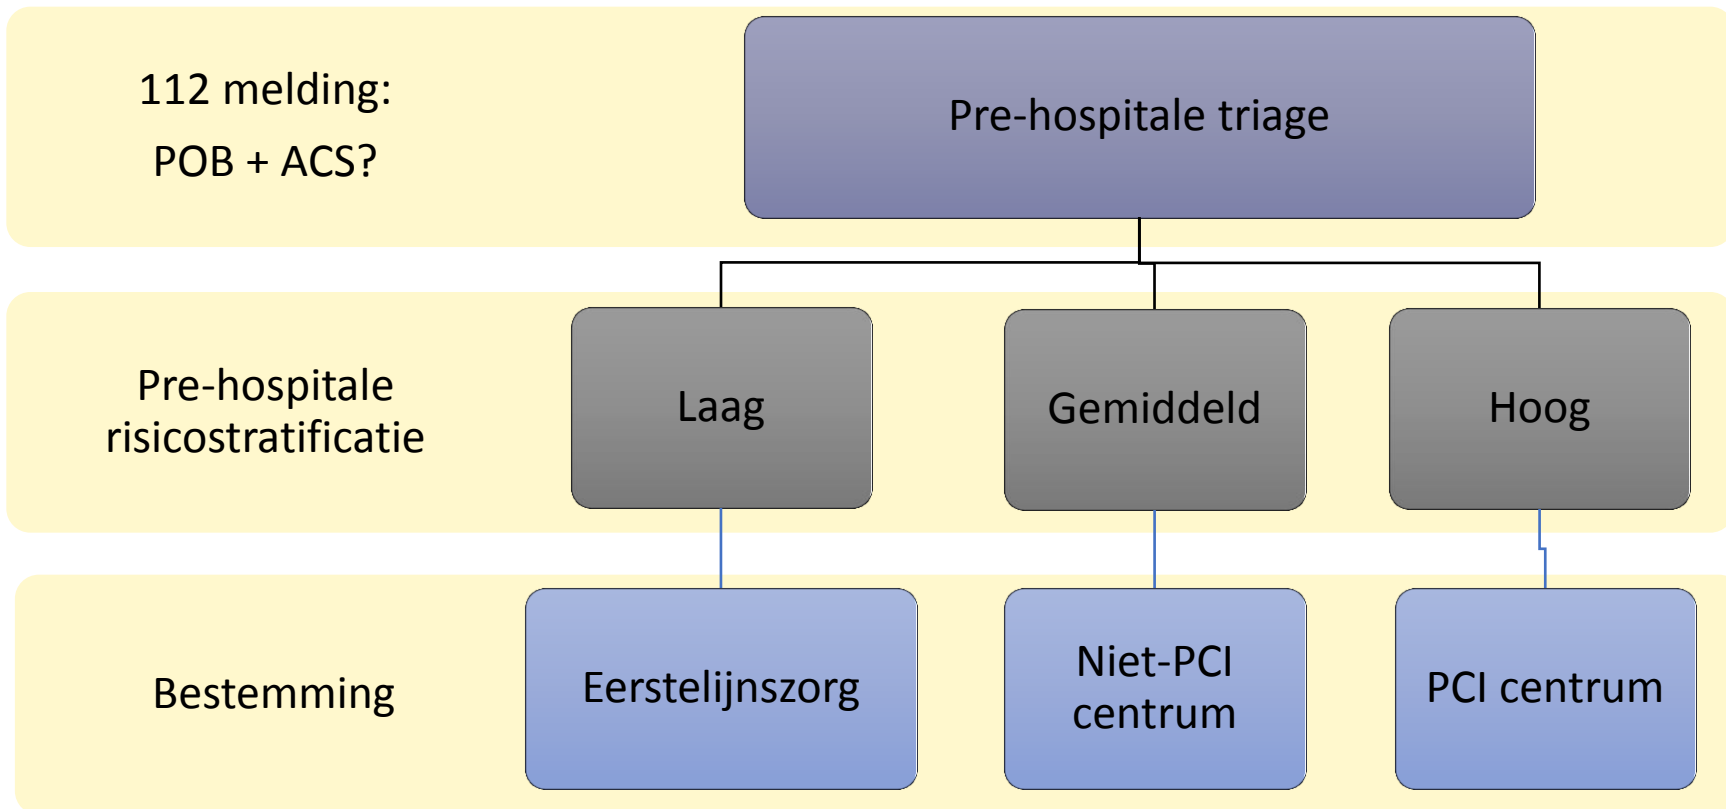 112 melding:
POB + ACS?
Pre-hospitale triage
Pre-hospitale
risicostratificatie
Laag
Gemiddeld
Hoog
Bestemming
Eerstelijnszorg
Niet-PCI
centrum
PCI centrum